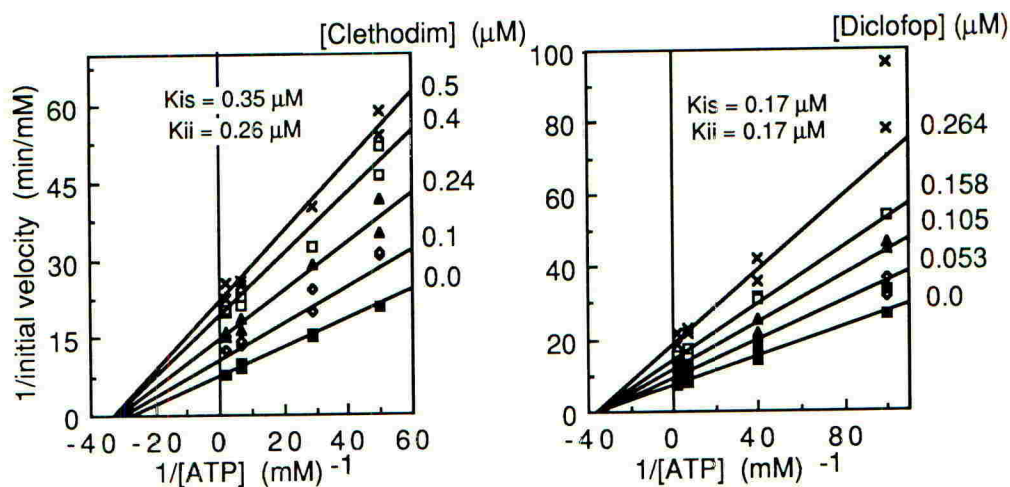 [Clethodim] (µM)
0.5
0.4
0.24
0.1
0.0
Kis = 0.35 µM
Kii = 0.26 µM
1/initial velocity (min/mM)
60
45
30
15
0
-40 -20 0 20 40 60
1/[ATP] (mM) -1
[Diclofop] (µM)
0.264
0.158
0.105
0.053
0.0
Kis = 0.17 µM
Kii = 0.17 µM
100
80
60
40
20
0
-40 0 40 80
1/[ATP] (mM) -1